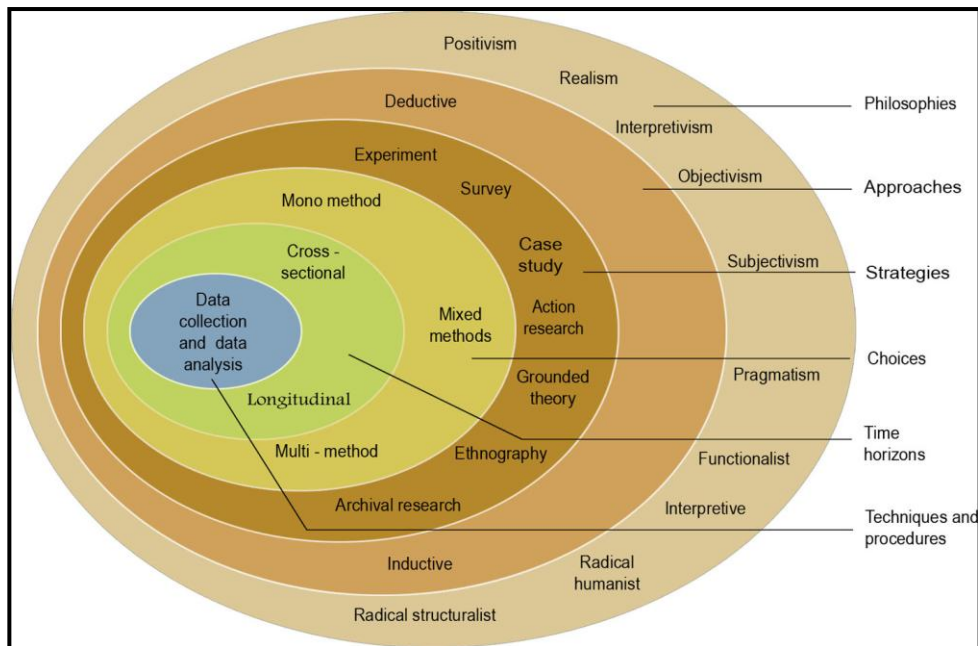 Positivism
Realism
Philosophies
Deductive
Interpretivism
Experiment
Objectivism
Approaches
Survey
Mono method
Case
study
Cross -
sectional
Subjectivism
Strategies
Data
collection
and data
analysis
Mixed
methods
Action
research
Choices
Pragmatism
Grounded
theory
Longitudinal
Time
horizons
Multi - method
Ethnography
Functionalist
Archival research
Interpretive
Techniques and
procedures
Inductive
Radical
humanist
Radical structuralist